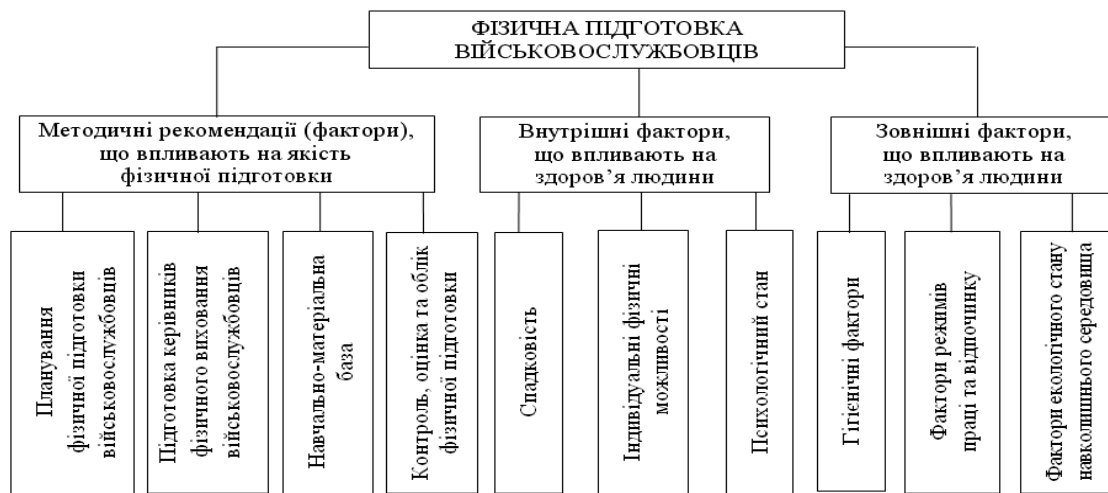 ФІЗИЧНА ПІДГОТОВКА
ВІЙСЬКОВОСЛУЖБОВЦІВ
Методичні рекомендації (фактори),
що впливають на якість
фізичної підготовки
Внутрішні фактори,
що впливають на
здоров’я людини
Зовнішні фактори,
що впливають на
здоров’я людини
Планування
фізичної підготовки
військовослужбовців
Підготовка керівників
фізичного виховання
військовослужбовців
Навчально-матеріальна
база
Контроль, оцінка та облік
фізичної підготовки
Спадковість
Індивідуальні фізичні
можливості
Психологічний стан
Гігієнічні фактори
Фактори режимів
праці та відпочинку
Фактори екологічного стану
навколишнього середовища